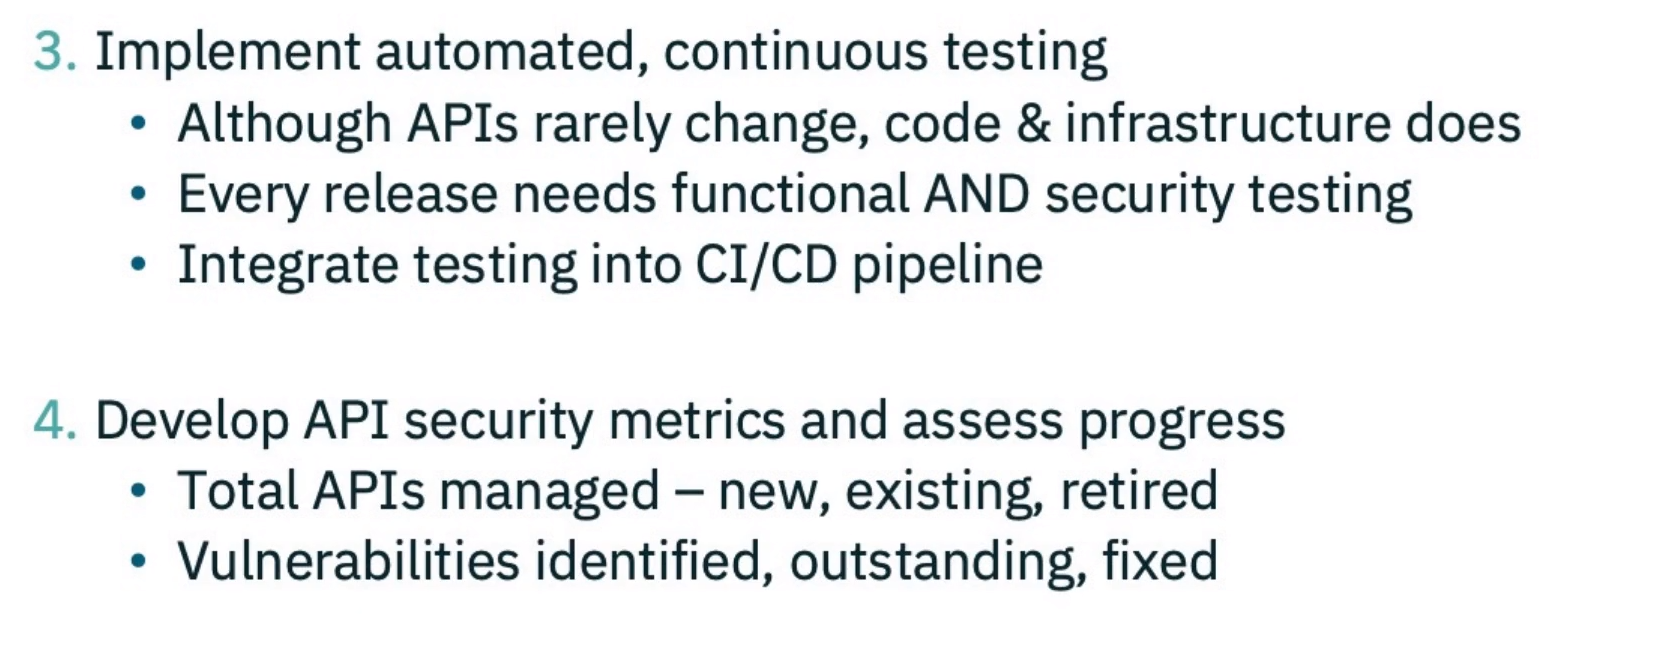 3. Implement automated, continuous testing
• Although APIs rarely change, code & infrastructure does
• Every release needs functional AND security testing
• Integrate testing into CI/CD pipeline
4. Develop API security metrics and assess progress
• Total APIs managed – new, existing, retired
• Vulnerabilities identified, outstanding, fixed